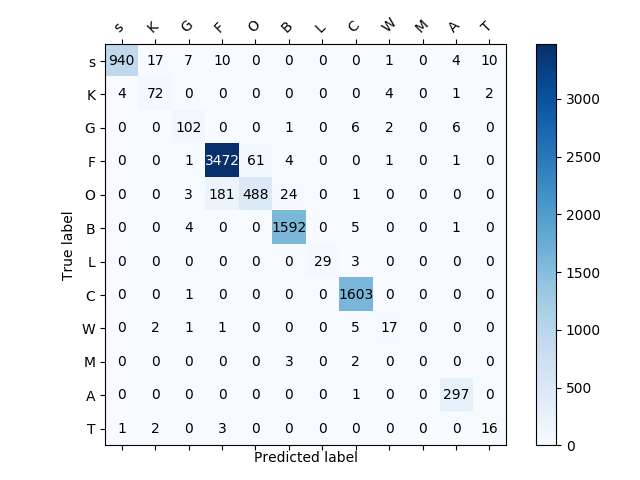 s K G F O B L C W M A T
s 940 17 7 10 0 0 0 0 1 0 4 10
K 4 72 0 0 0 0 0 0 4 0 1 2
G 0 0 102 0 0 1 0 6 2 0 6 0
F 0 0 1 3472 61 4 0 0 1 0 1 0
O 0 0 3 181 488 24 0 1 0 0 0 0
B 0 0 4 0 0 1592 0 5 0 0 1 0
L 0 0 0 0 0 0 29 3 0 0 0 0
C 0 0 1 0 0 0 0 1603 0 0 0 0
W 0 2 1 1 0 0 0 5 17 0 0 0
M 0 0 0 0 0 3 0 2 0 0 0 0
A 0 0 0 0 0 0 0 1 0 0 297 0
T 1 2 0 3 0 0 0 0 0 0 0 16
True label
Predicted label
3000
2500
2000
1500
1000
500
0